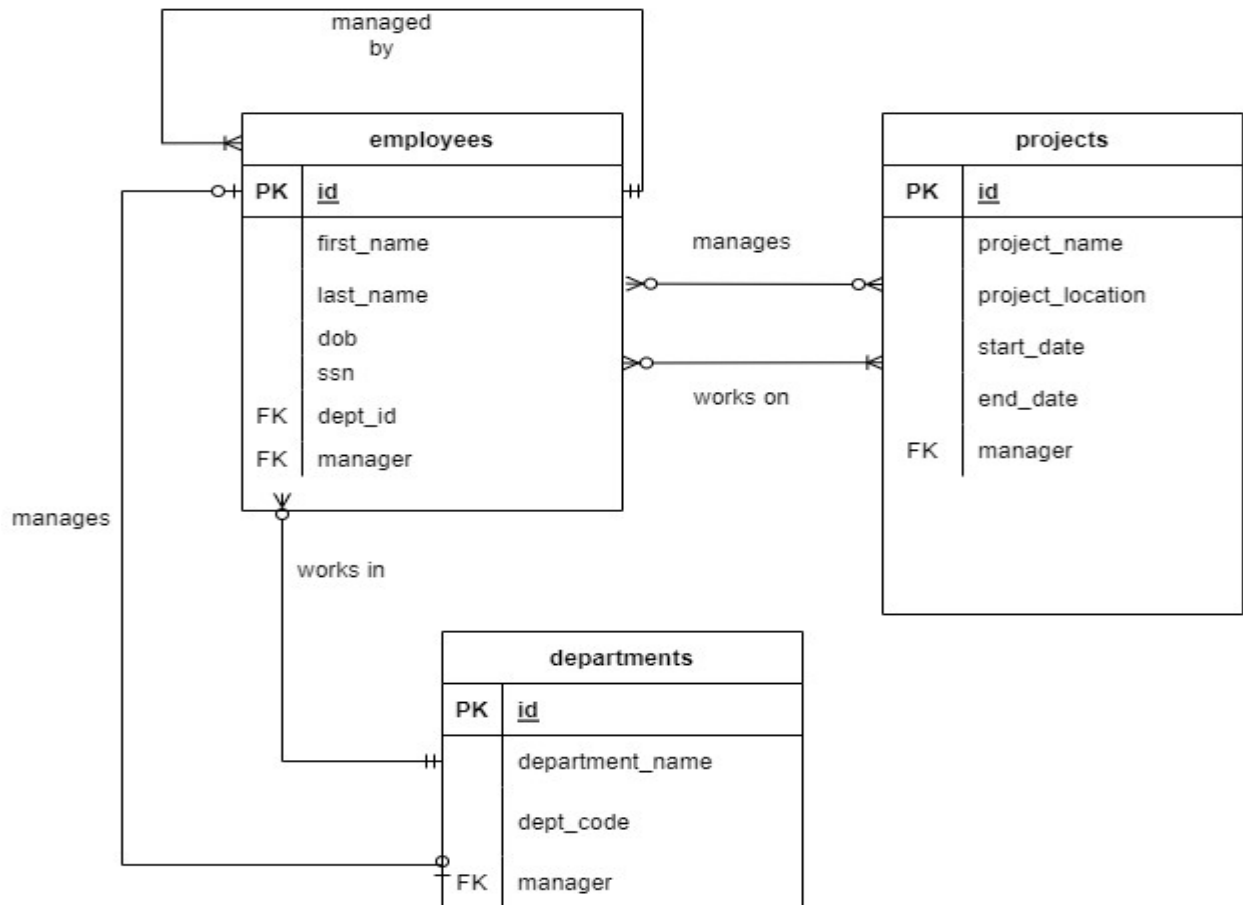 managed
by
employees
PK id
first_name
last_name
dob
ssn
FK dept_id
FK manager
projects
PK id
project_name
project_location
start_date
end_date
FK manager
manages
works on
manages
works in
departments
PK id
department_name
dept_code
FK manager